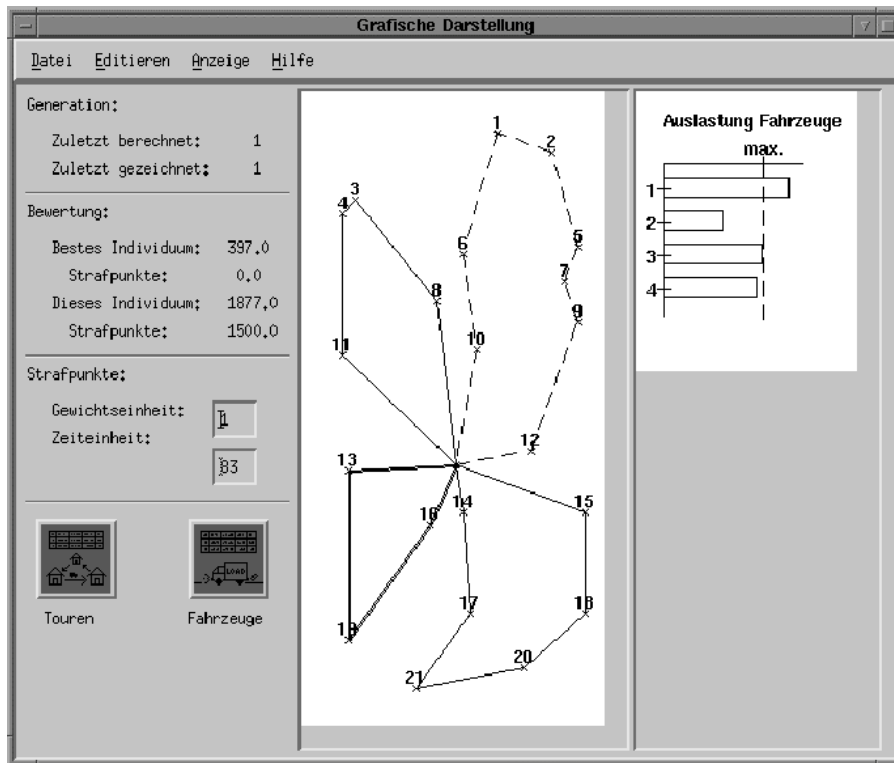 Grafische Darstellung
Datei Editieren Anzeige Hilfe
Generation:
Zuletzt berechnet: 1
Zuletzt gezeichnet: 1
Bewertung:
Bestes Individuum: 397.0
Strafpunkte: 0.0
Dieses Individuum: 1877.0
Strafpunkte: 1500.0
Strafpunkte:
Gewichtseinheit: 1
Zeiteinheit: 83
LOAD
Touren
Fahrzeuge
1
2
3
4
5
6
7
8
9
10
11
12
13
14
15
16
17
18
19
20
21
Auslastung Fahrzeuge
max.
1
2
3
4